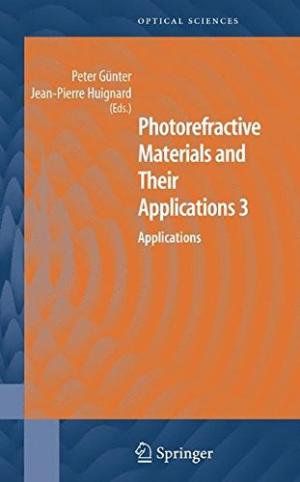 OPTICAL SCIENCES
Peter Günter
Jean-Pierre Huignard
(Eds.)
Photorefractive
Materials and
Their
Applications 3
Applications
Springer